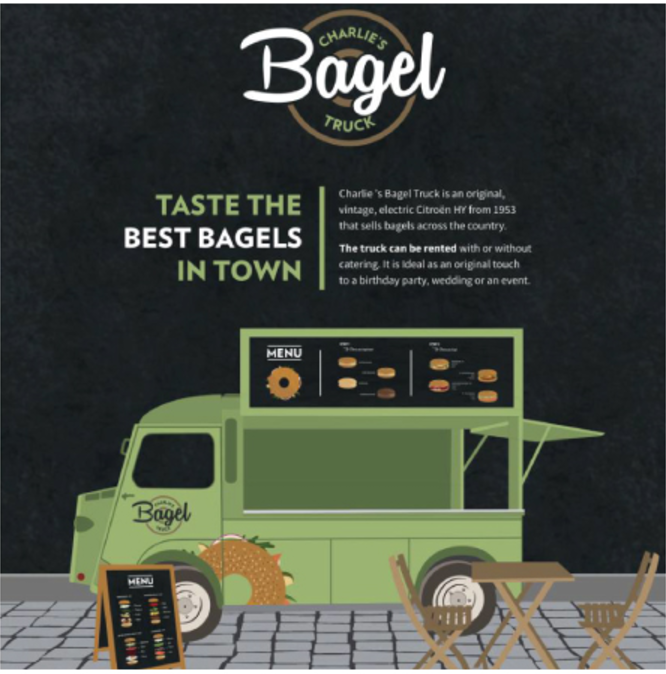 CHARLIE'S
Bagel
TRUCK
TASTE THE
BEST BAGELS
IN TOWN
Charlie 's Bagel Truck is an original,
vintage, electric Citroën HY from 1953
that sells bagels across the country.
The truck can be rented with or without
catering. It is Ideal as an original touch
to a birthday party, wedding or an event.
MENU
Bagel
MENU